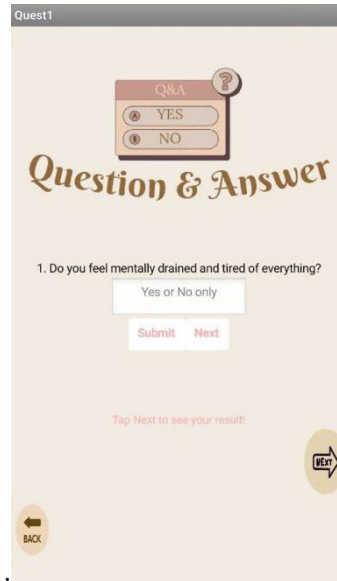 Quest1
Q&A
?
A YES
B NO
Question & Answer
1. Do you feel mentally drained and tired of everything?
Yes or No only
Submit Next
Tap Next to see your result!
NEXT
BACK
.